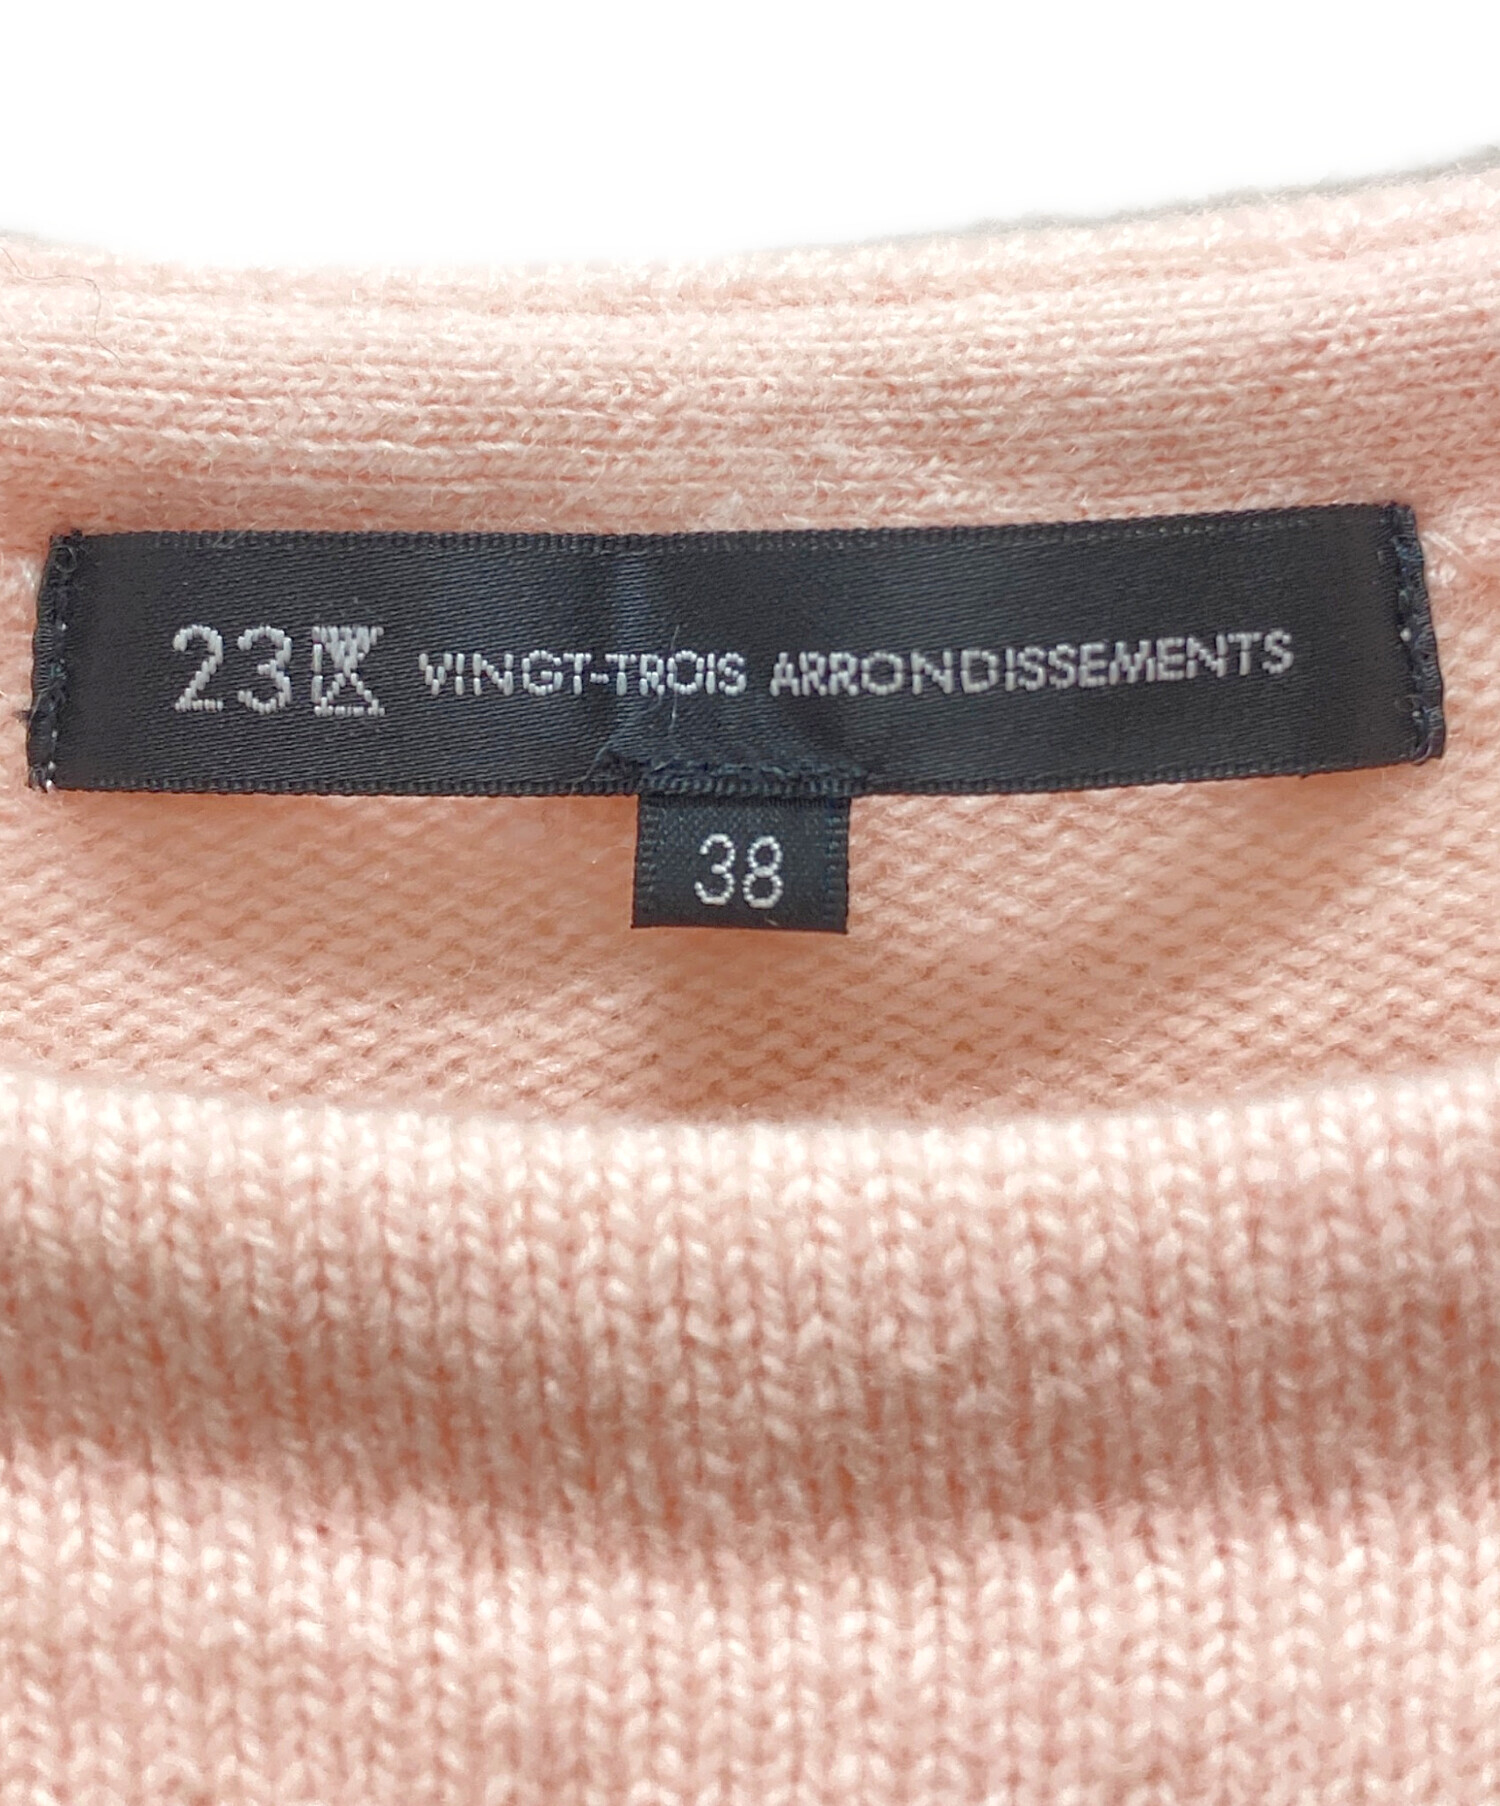 23区 VINGT-TROIS ARRONDISSEMENTS
38